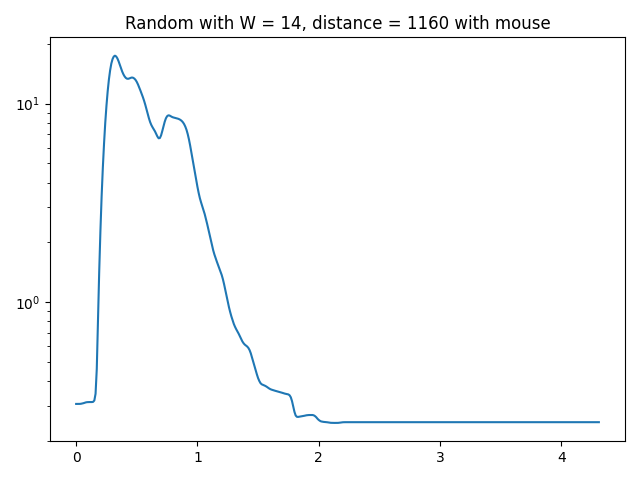 Random with W = 14, distance = 1160 with mouse
10¹
10⁰
0 1 2 3 4